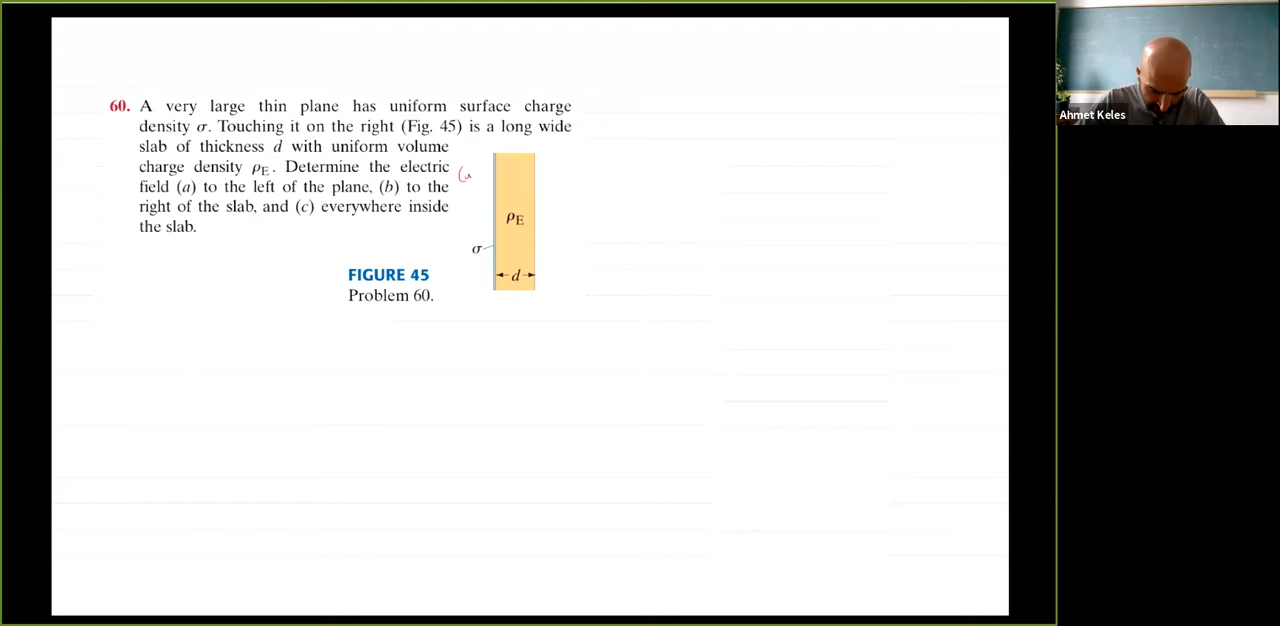 60. A very large thin plane has uniform surface charge
density σ. Touching it on the right (Fig. 45) is a long wide
slab of thickness d with uniform volume
charge density ρE. Determine the electric
field (a) to the left of the plane, (b) to the
right of the slab, and (c) everywhere inside
the slab.
ρE
σ
d
FIGURE 45
Problem 60.
Ahmet Keles